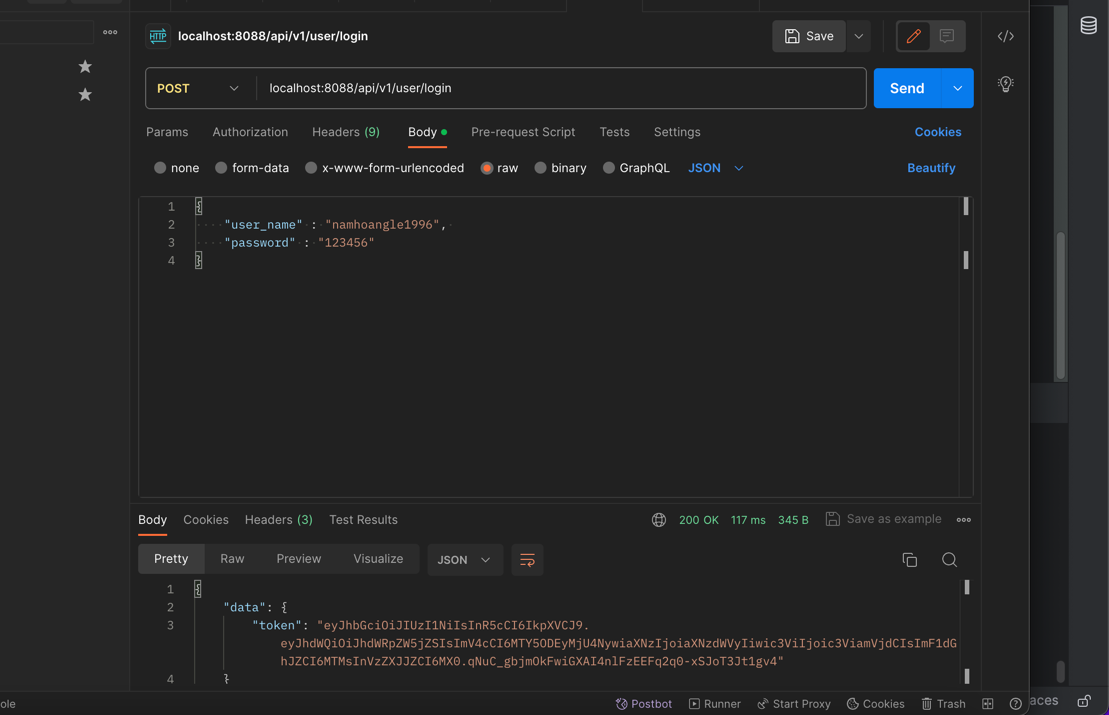 localhost:8088/api/v1/user/login
Save
POST
localhost:8088/api/v1/user/login
Send
Params Authorization Headers (9) Body Pre-request Script Tests Settings Cookies
none form-data x-www-form-urlencoded raw binary GraphQL JSON Beautify
1 {
2 "user_name" : "namhoangle1996",
3 "password" : "123456"
4 }
Body Cookies Headers (3) Test Results 200 OK 117 ms 345 B Save as example
Pretty Raw Preview Visualize JSON
1 {
2 "data": {
3 "token": "eyJhbGciOiJIUzI1NiIsInR5cCI6IkpXVCJ9.
eyJhdWQiOiJhdWRpZW5jZSIsImV4cCI6MTY5ODEyMjU4NywiaXNzIjoiaXNzdWVyIiwic3ViIjoic3ViamVjdCIsImF1dG
hJZCI6MTMsInVzZXJJZCI6MX0.qNuC_gbjmOkFwiGXAI4nlFzEEFq2q0-xSJoT3Jt1gv4"
4 }
ole Postbot Runner Start Proxy Cookies Trash aces